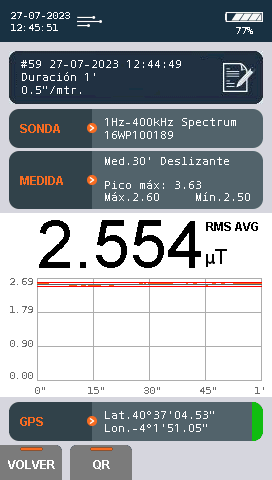 27-07-2023
12:45:51
77%
#59 27-07-2023 12:44:49
Duración 1'
0.5"/mtr.
SONDA
1Hz-400kHz Spectrum
16WP100189
MEDIDA
Med.30' Deslizante
Pico máx: 3.63
Máx.2.60 Mín.2.50
2.554 RMS AVG
µT
2.69
1.79
0.90
0.00
0" 15" 30" 45" 1'
GPS
Lat.40°37'04.53"
Lon.-4°1'51.05"
VOLVER QR